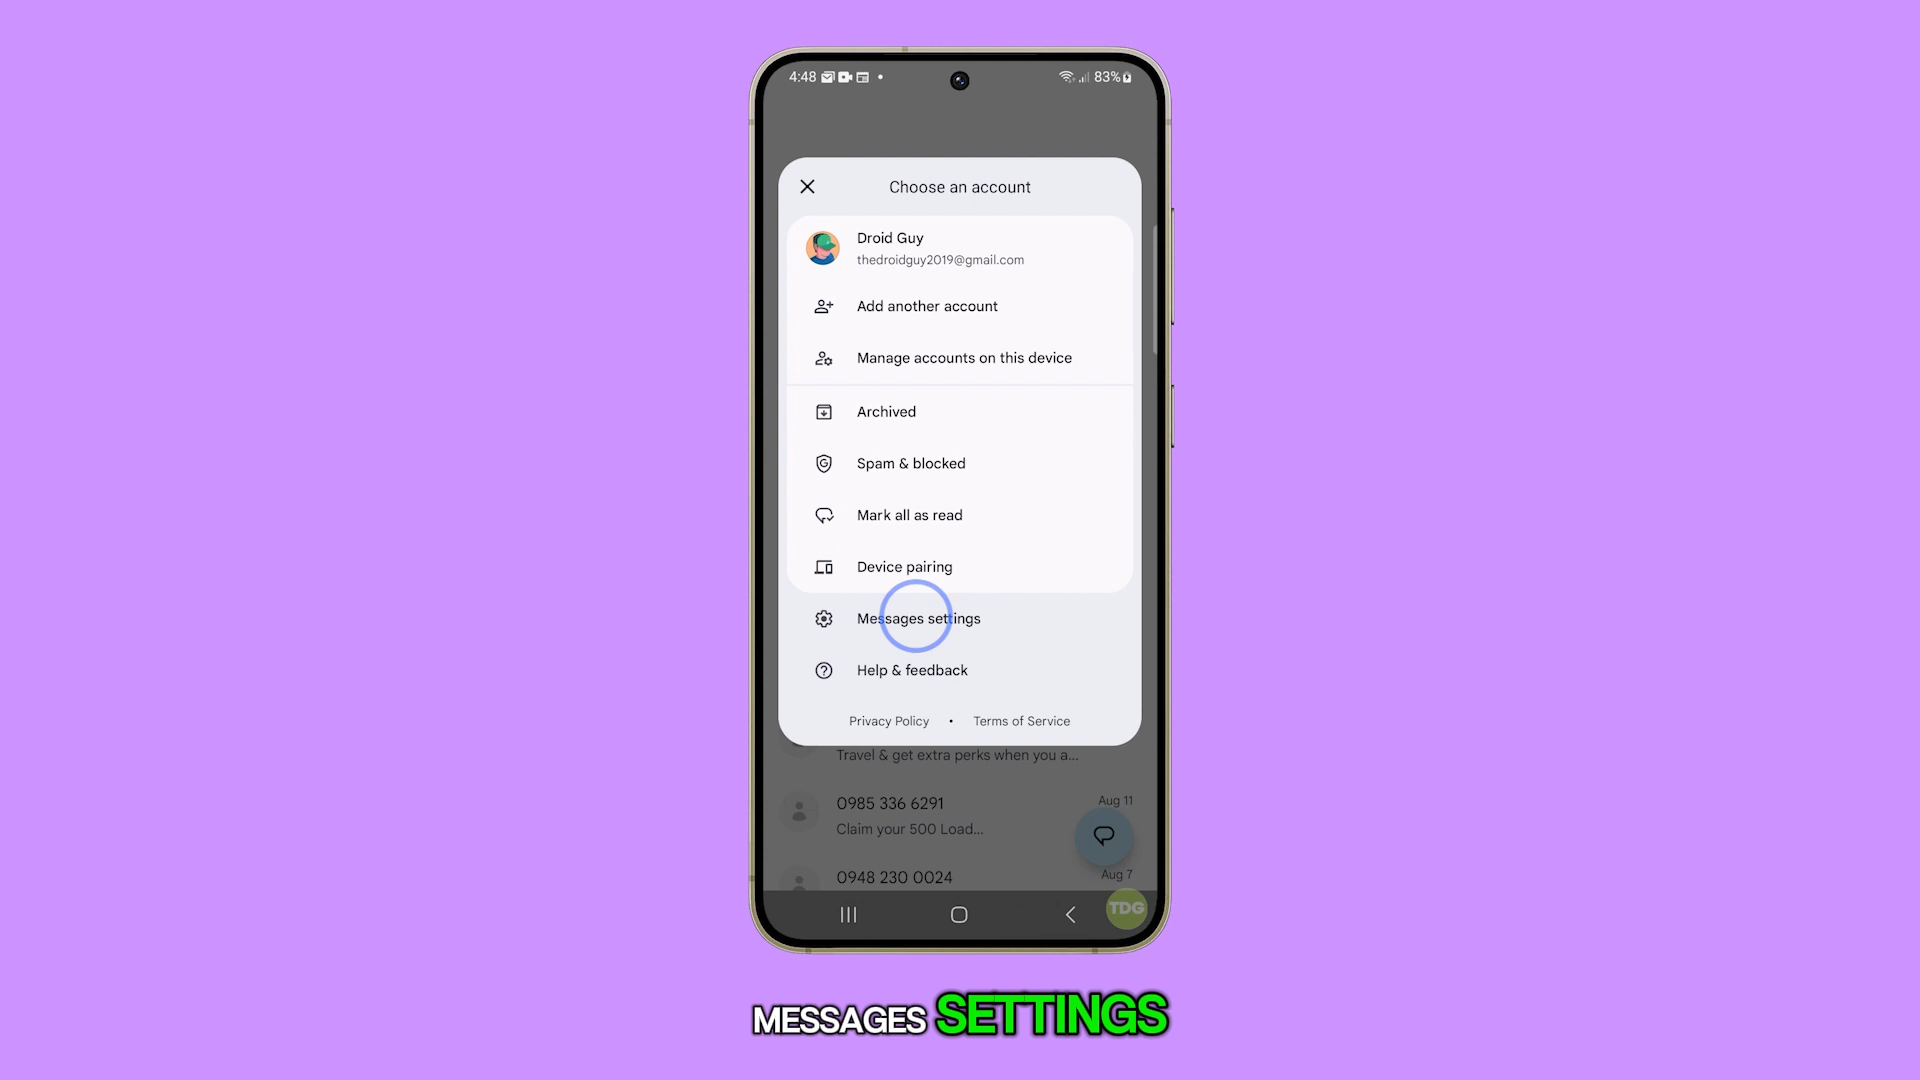 4:48
83%
Choose an account
Droid Guy
thedroidguy2019@gmail.com
Add another account
Manage accounts on this device
Archived
Spam & blocked
Mark all as read
Device pairing
Messages settings
Help & feedback
Privacy Policy • Terms of Service
Travel & get extra perks when you a...
0985 336 6291 Aug 11
Claim your 500 Load...
0948 230 0024 Aug 7
TDG
MESSAGES SETTINGS